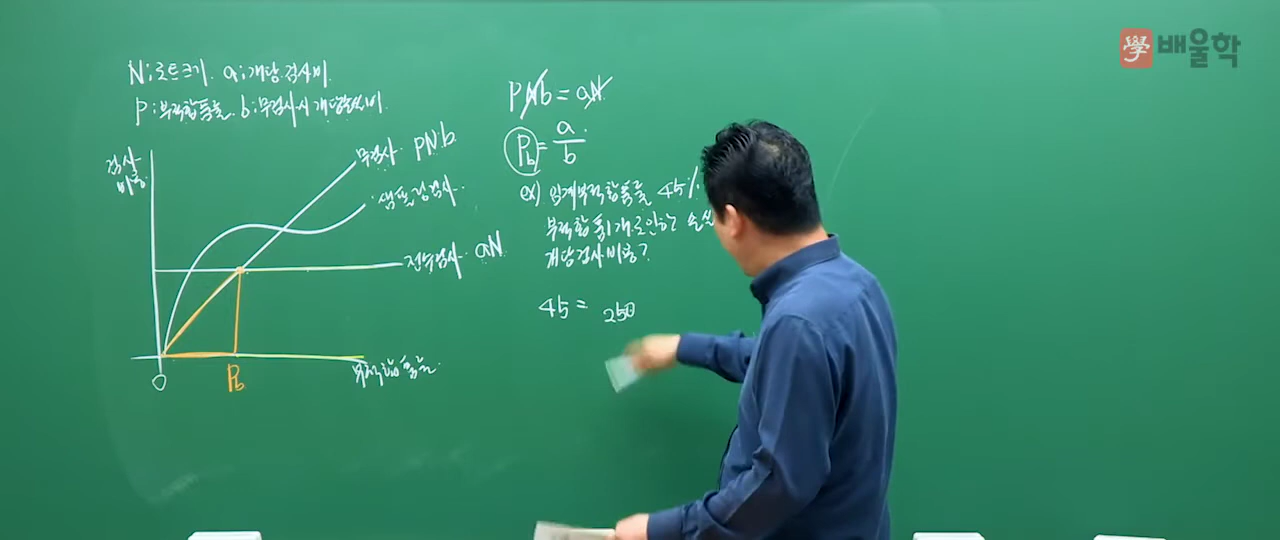 學 배울학
N:로트크기. a:개당검사비.
P:부적합품률. b:무검사시 개당손실비.
검사
비용
무검사. PNb.
샘플링검사.
전수검사. aN
O
Pb
부적합품률.
PNb = aN
Pb = a/b
ex) 임계부적합품률 45%.
부적합품1개로인한 손실
개당검사비용?
45 = 250